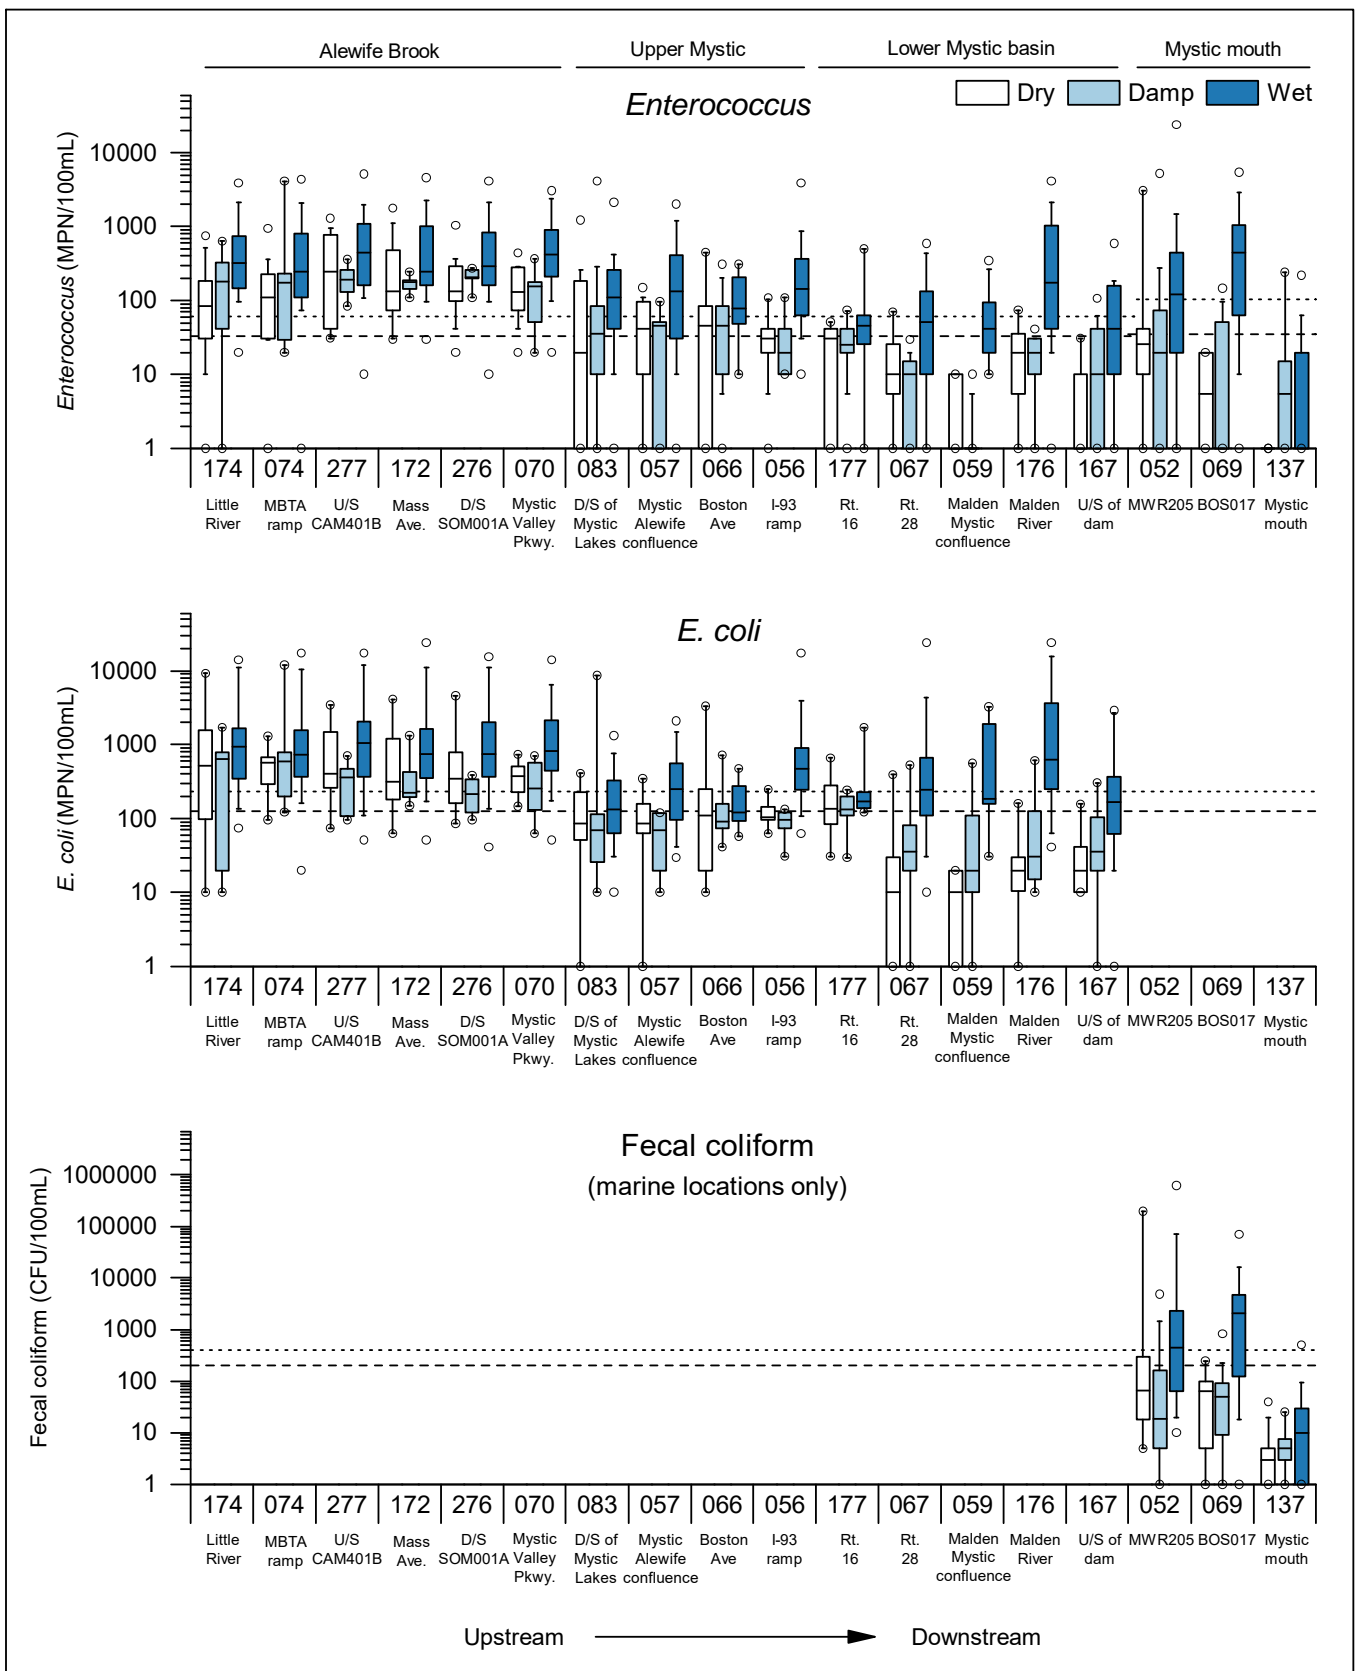 Alewife Brook Upper Mystic Lower Mystic basin Mystic mouth
Dry Damp Wet
Enterococcus
Enterococcus (MPN/100mL)
10000
1000
100
10
1
174 074 277 172 276 070 083 057 066 056 177 067 059 176 167 052 069 137
Little MBTA U/S Mass D/S Mystic D/S of Mystic Boston I-93 Rt. Rt. Malden Malden U/S of MWR205 BOS017 Mystic
River ramp CAM401B Ave. SOM001A Valley Mystic Alewife Ave ramp 16 28 Mystic River dam mouth
Pkwy. Lakes confluence confluence
E. coli
E. coli (MPN/100mL)
10000
1000
100
10
1
174 074 277 172 276 070 083 057 066 056 177 067 059 176 167 052 069 137
Little MBTA U/S Mass D/S Mystic D/S of Mystic Boston I-93 Rt. Rt. Malden Malden U/S of MWR205 BOS017 Mystic
River ramp CAM401B Ave. SOM001A Valley Mystic Alewife Ave ramp 16 28 Mystic River dam mouth
Pkwy. Lakes confluence confluence
Fecal coliform
(marine locations only)
Fecal coliform (CFU/100mL)
1000000
100000
10000
1000
100
10
1
174 074 277 172 276 070 083 057 066 056 177 067 059 176 167 052 069 137
Little MBTA U/S Mass D/S Mystic D/S of Mystic Boston I-93 Rt. Rt. Malden Malden U/S of MWR205 BOS017 Mystic
River ramp CAM401B Ave. SOM001A Valley Mystic Alewife Ave ramp 16 28 Mystic River dam mouth
Pkwy. Lakes confluence confluence
Upstream Downstream